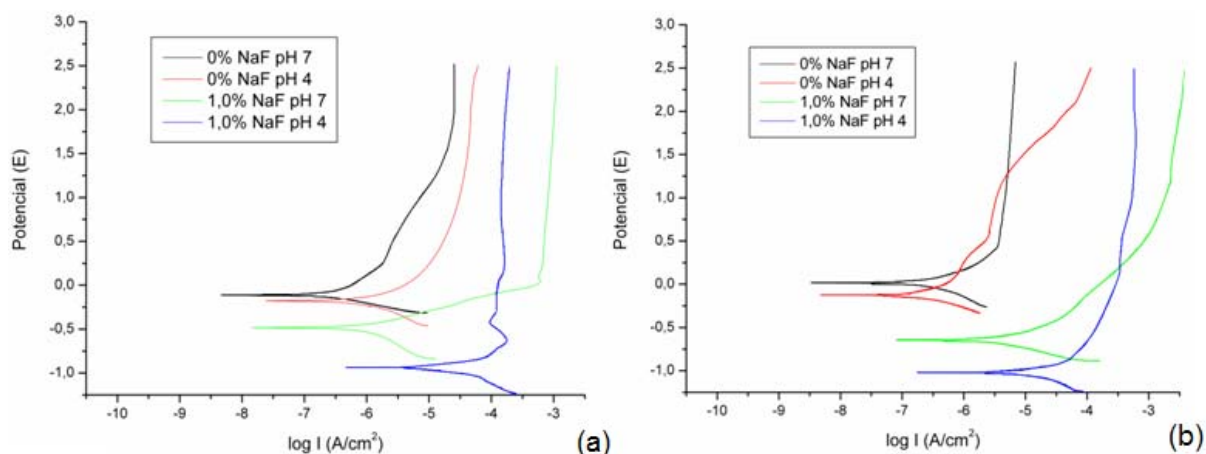 3,0
2,5
2,0
1,5
1,0
0,5
0,0
-0,5
-1,0
Potencial (E)
0% NaF pH 7
0% NaF pH 4
1,0% NaF pH 7
1,0% NaF pH 4
-10 -9 -8 -7 -6 -5 -4 -3
log I (A/cm²)
(a)
3,0
2,5
2,0
1,5
1,0
0,5
0,0
-0,5
-1,0
Potencial (E)
0% NaF pH 7
0% NaF pH 4
1,0% NaF pH 7
1,0% NaF pH 4
-10 -9 -8 -7 -6 -5 -4 -3
log I (A/cm²)
(b)